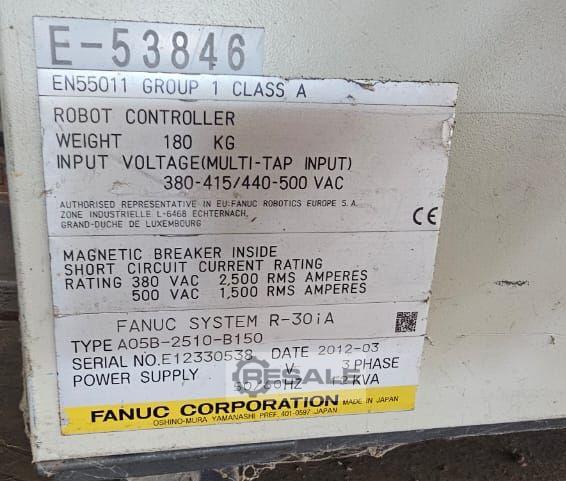 E-53846
EN55011 GROUP 1 CLASS A
ROBOT CONTROLLER
WEIGHT 180 KG
INPUT VOLTAGE(MULTI-TAP INPUT)
380-415/440-500 VAC
AUTHORISED REPRESENTATIVE IN EU:FANUC ROBOTICS EUROPE S.A.
ZONE INDUSTRIELLE L-6468 ECHTERNACH,
GRAND-DUCHE DE LUXEMBOURG
CE
MAGNETIC BREAKER INSIDE
SHORT CIRCUIT CURRENT RATING
RATING 380 VAC 2,500 RMS AMPERES
500 VAC 1,500 RMS AMPERES
FANUC SYSTEM R-30iA
TYPE A05B-2510-B150
SERIAL NO.E12330538 DATE 2012-03
POWER SUPPLY V 3 PHASE
50/60HZ 12 KVA
RESALE
FANUC CORPORATION MADE IN JAPAN
OSHINO-MURA YAMANASHI PREF. 401-0597 JAPAN